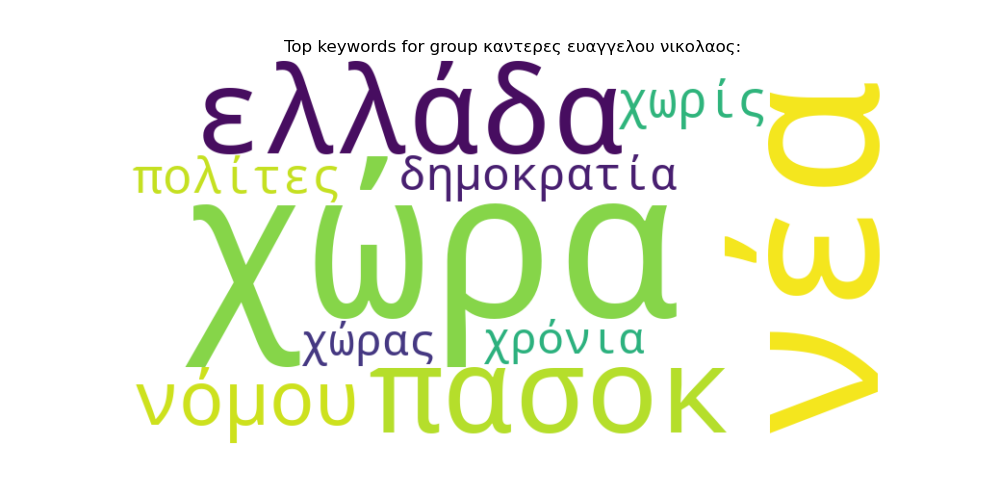 Top keywords for group καντερες ευαγγελου νικολαος:
ελλάδα
χωρίς
νέα
πολίτες
δημοκρατία
χώρα
χώρας
χρόνια
νόμου
πασοκ